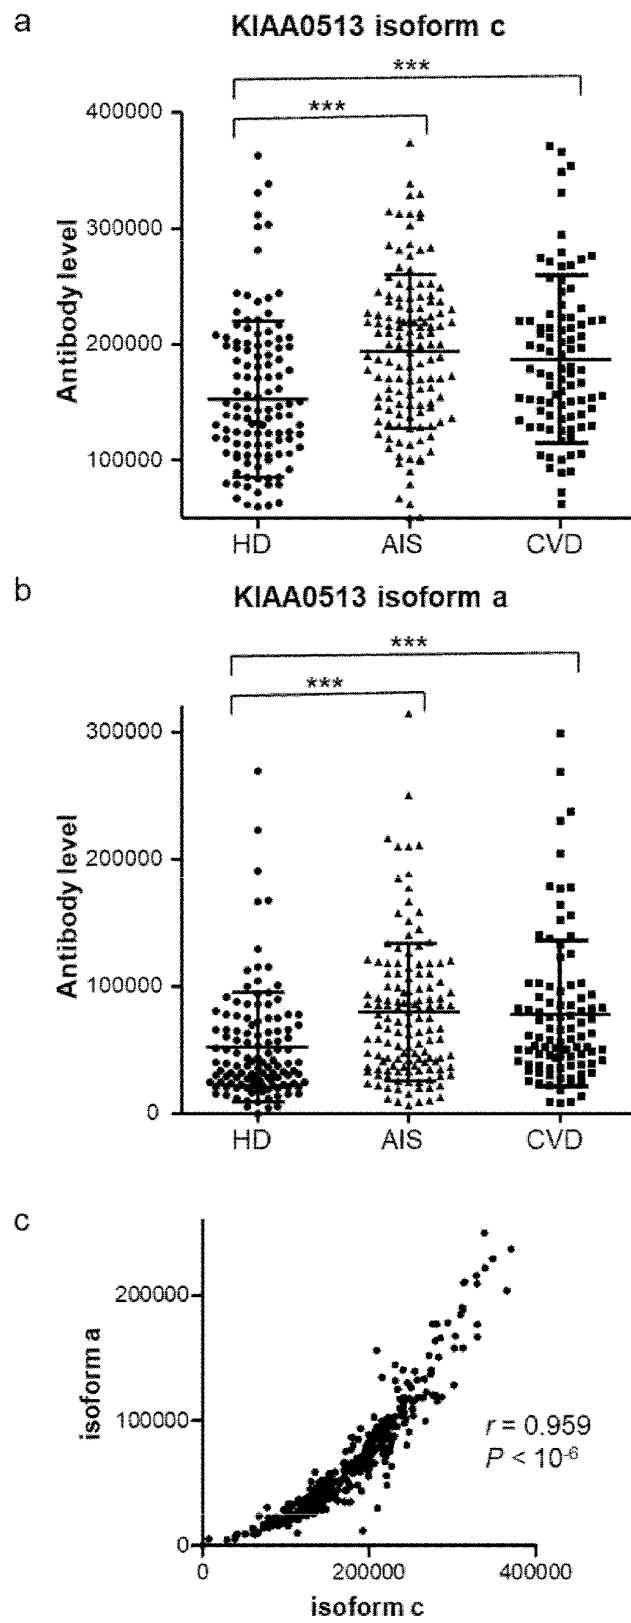 a
KIAA0513 isoform c
***
***
400000
300000
200000
100000
Antibody level
HD AIS CVD
b
KIAA0513 isoform a
***
***
300000
200000
100000
0
Antibody level
HD AIS CVD
c
200000
100000
0
isoform a
r = 0.959
P < 10⁻⁶
0 200000 400000
isoform c